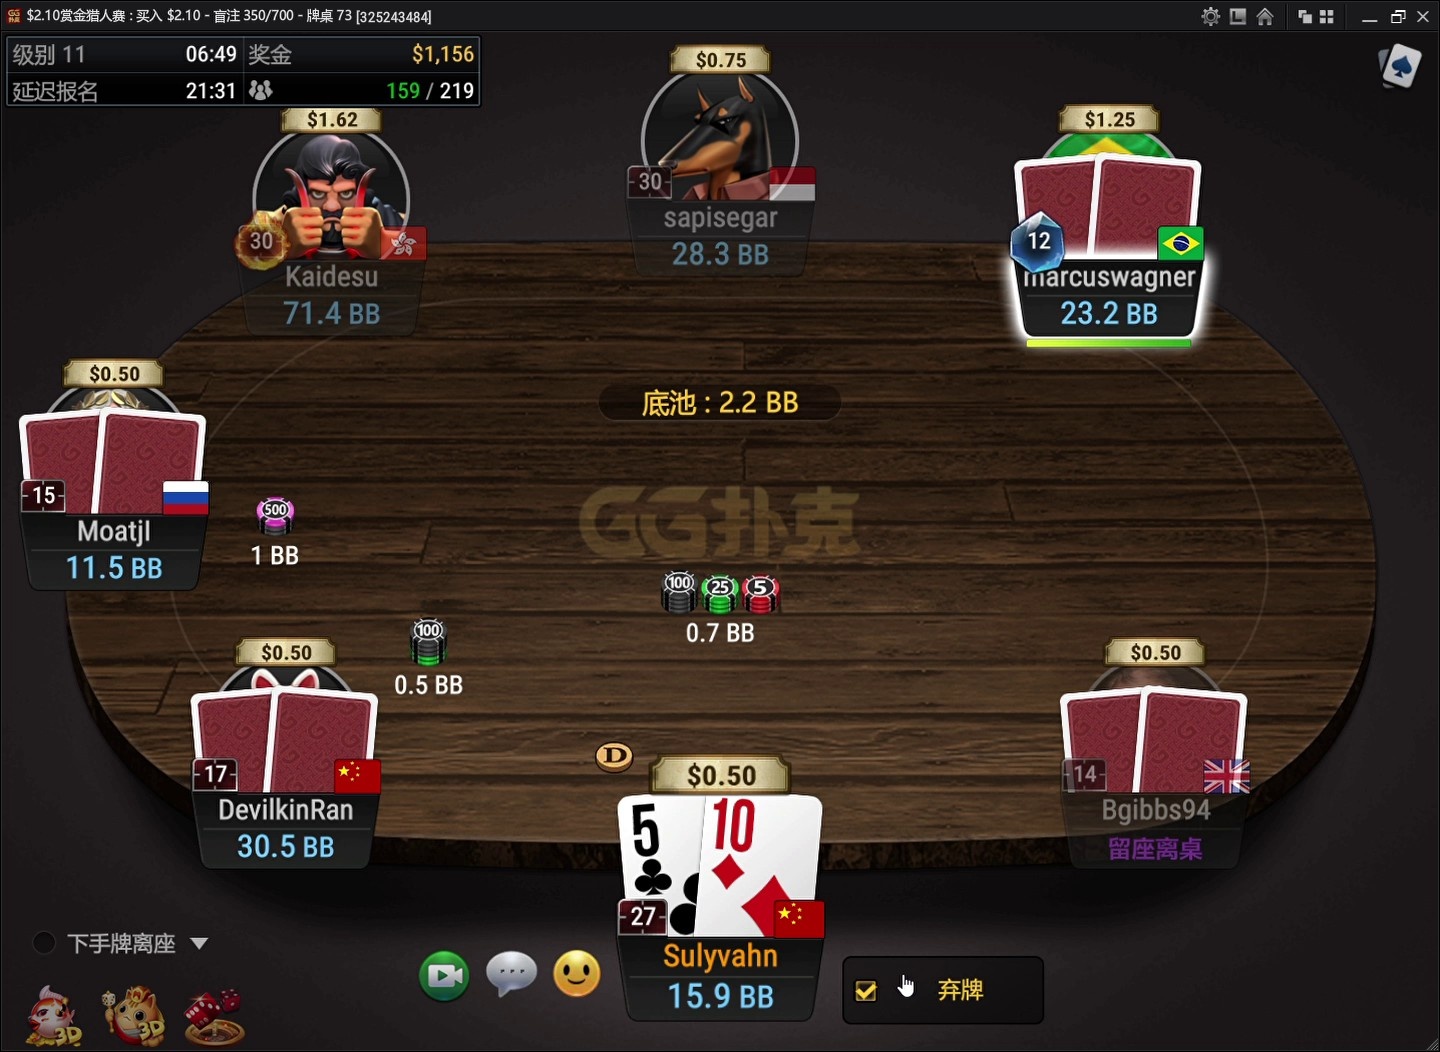 $2.10赏金猎人赛 : 买入 $2.10 - 盲注 350/700 - 牌桌 73 [325243484]
级别 11 06:49 奖金 $1,156
延迟报名 21:31 159 / 219
$0.75
30
sapisegar
28.3 BB
$1.62
30
Kaidesu
71.4 BB
$1.25
12
marcuswagner
23.2 BB
$0.50
15
Moatjl
11.5 BB
底池 : 2.2 BB
GG扑克
500
1 BB
100 25 5
0.7 BB
100
0.5 BB
$0.50
17
DevilkinRan
30.5 BB
$0.50
14
Bgibbs94
留座离桌
D
$0.50
5 10
27
Sulyvahn
15.9 BB
下手牌离座
弃牌
3D 3D